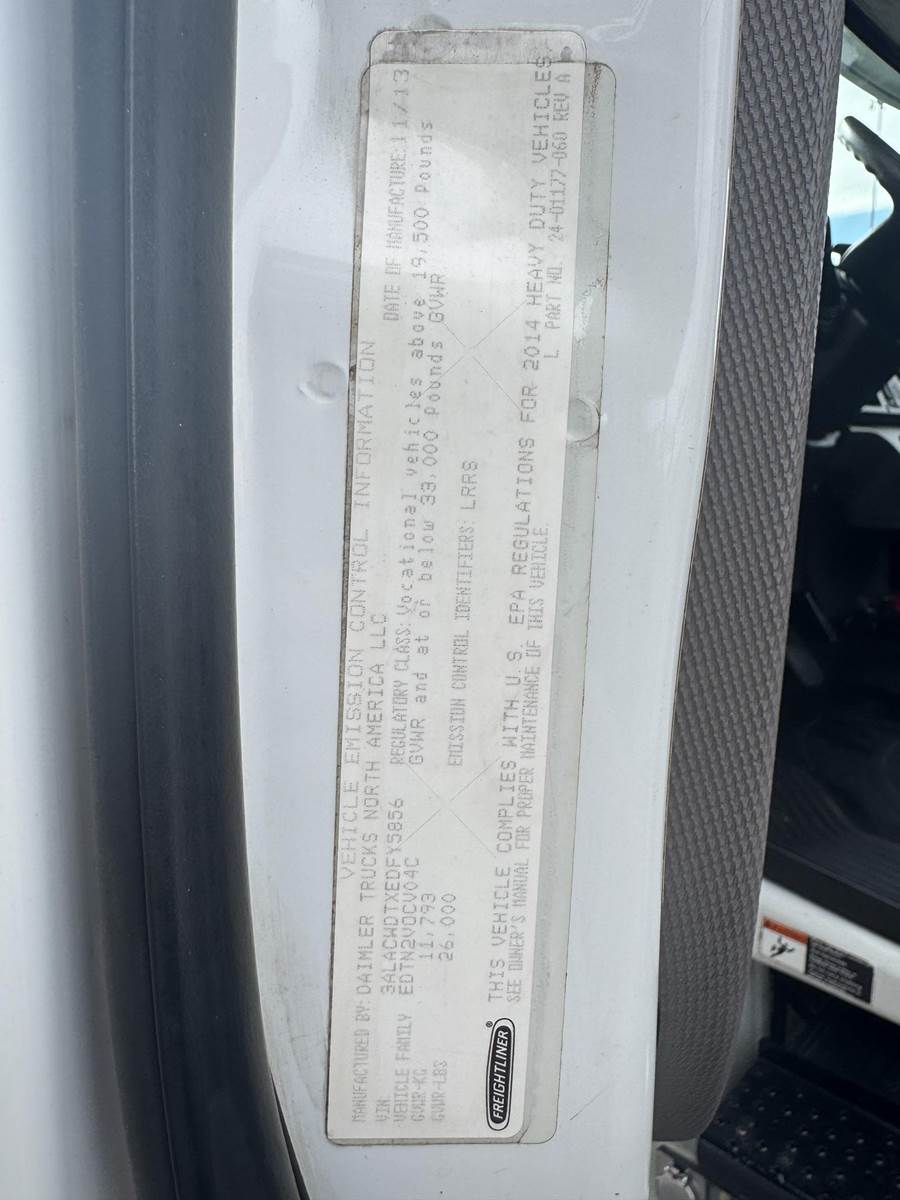 VEHICLE EMISSION CONTROL INFORMATION
MANUFACTURED BY: DAIMLER TRUCKS NORTH AMERICA LLC DATE OF MANUFACTURE: 11/13
VIN 3ALACWDTXEDFY5856 REGULATORY CLASS: Vocational vehicles above 19,500 Pounds
VEHICLE FAMILY EDTN2VOCV04C GVWR and at or below 33,000 Pounds GVWR
GVWR-KG 11,793
GVWR-LBS 26,000 EMISSION CONTROL IDENTIFIERS: LRRS
FREIGHTLINER®
THIS VEHICLE COMPLIES WITH U.S. EPA REGULATIONS FOR 2014 HEAVY DUTY VEHICLES
SEE OWNER'S MANUAL FOR PROPER MAINTENANCE OF THIS VEHICLE. L PART NO. 24-01177-060 REV A